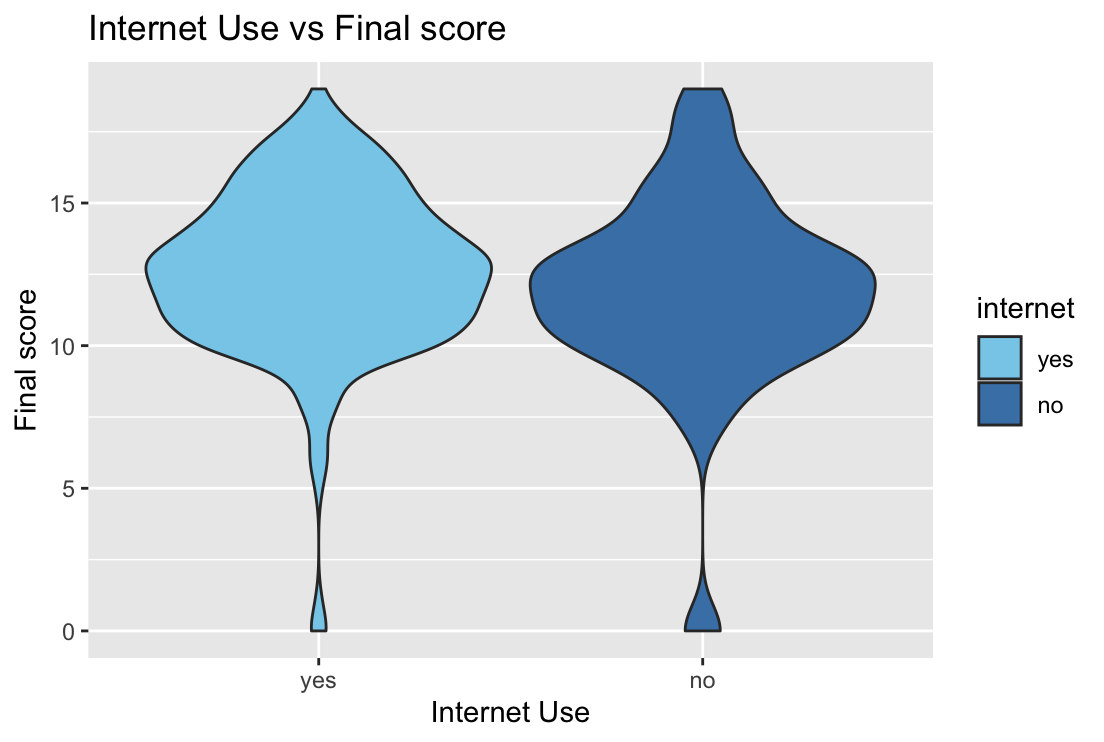 Internet Use vs Final score
Final score
15
10
5
0
yes
no
Internet Use
internet
yes
no